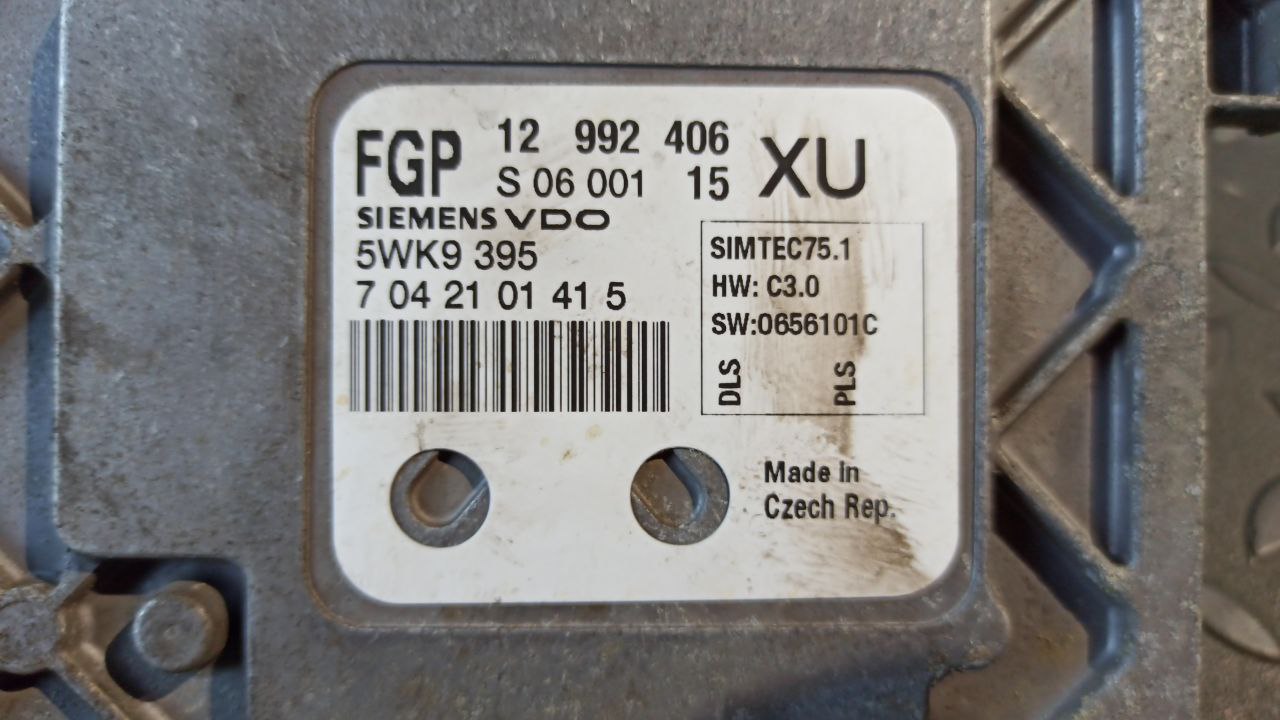 FGP 12 992 406 XU
S 06 001 15
SIEMENS VDO
5WK9 395
7 04 21 01 41 5
SIMTEC75.1
HW: C3.0
SW:0656101C
DLS PLS
Made in
Czech Rep.